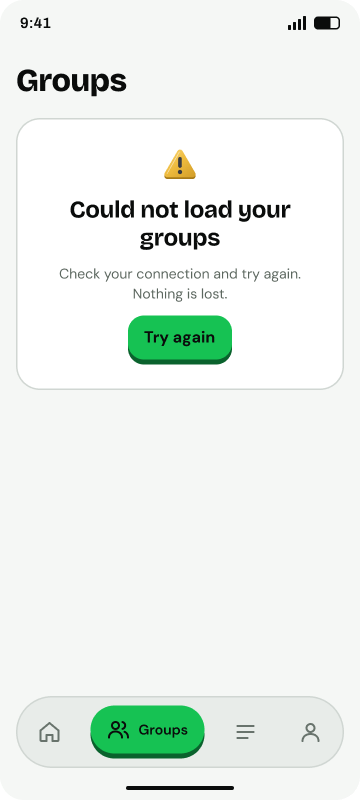 9:41
Groups
Could not load your
groups
Check your connection and try again.
Nothing is lost.
Try again
Groups